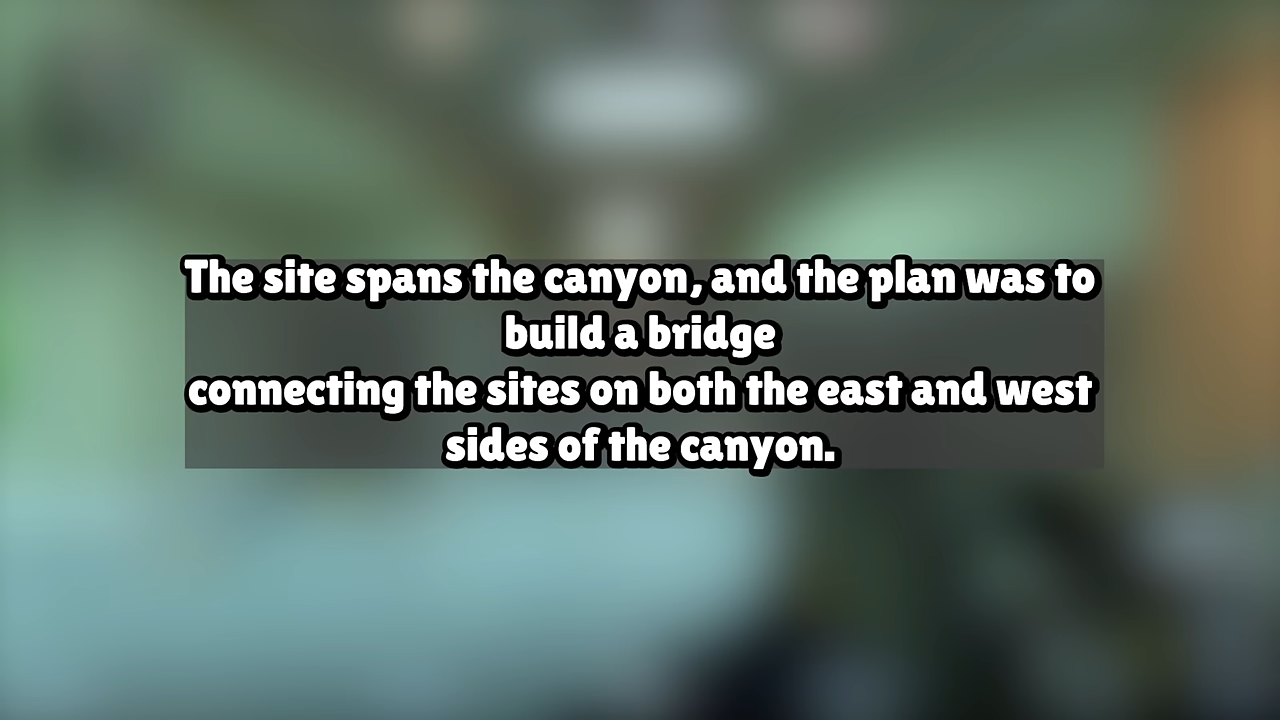 The site spans the canyon, and the plan was to
build a bridge
connecting the sites on both the east and west
sides of the canyon.